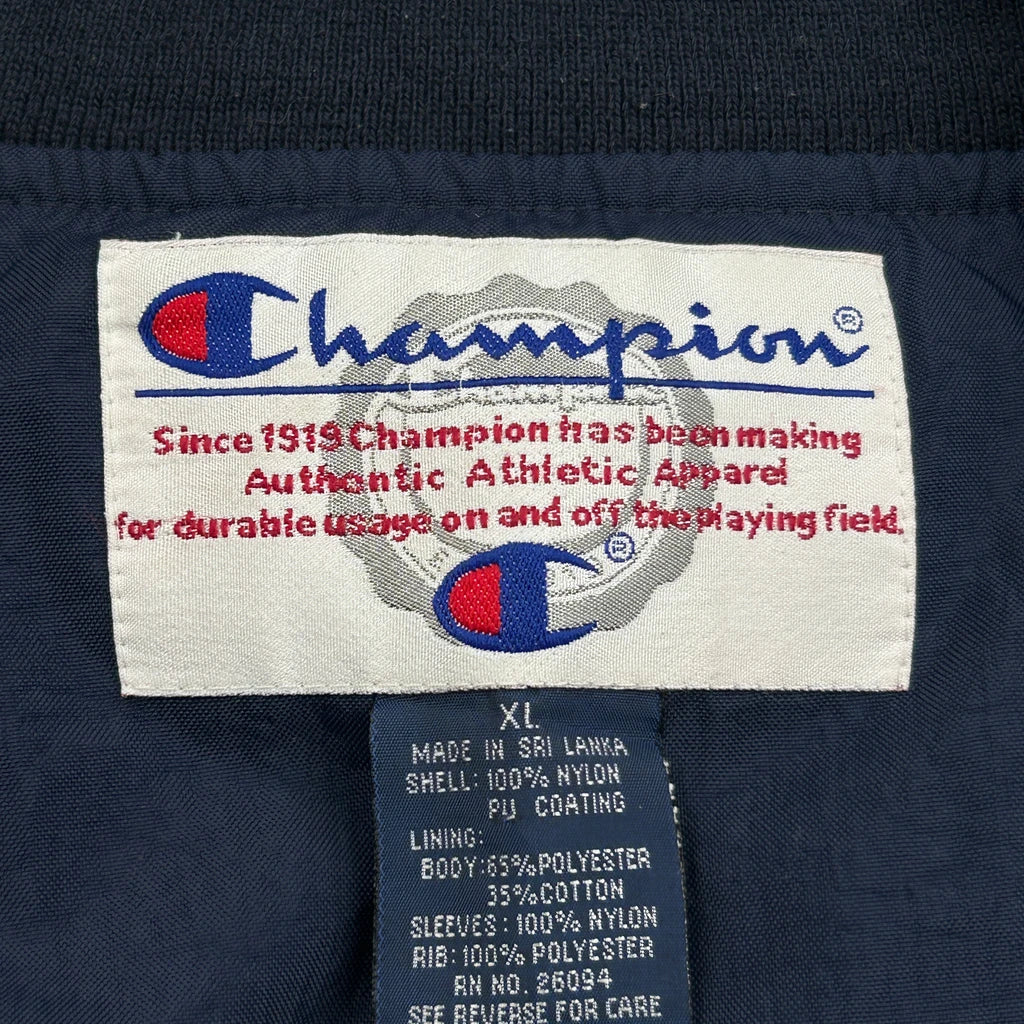 Champion®
Since 1919 Champion has been making
Authentic Athletic Apparel
for durable usage on and off the playing field.
®
XL
MADE IN SRI LANKA
SHELL: 100% NYLON
PU COATING
LINING:
BODY: 65% POLYESTER
35% COTTON
SLEEVES: 100% NYLON
RIB: 100% POLYESTER
RN NO. 26094
SEE REVERSE FOR CARE